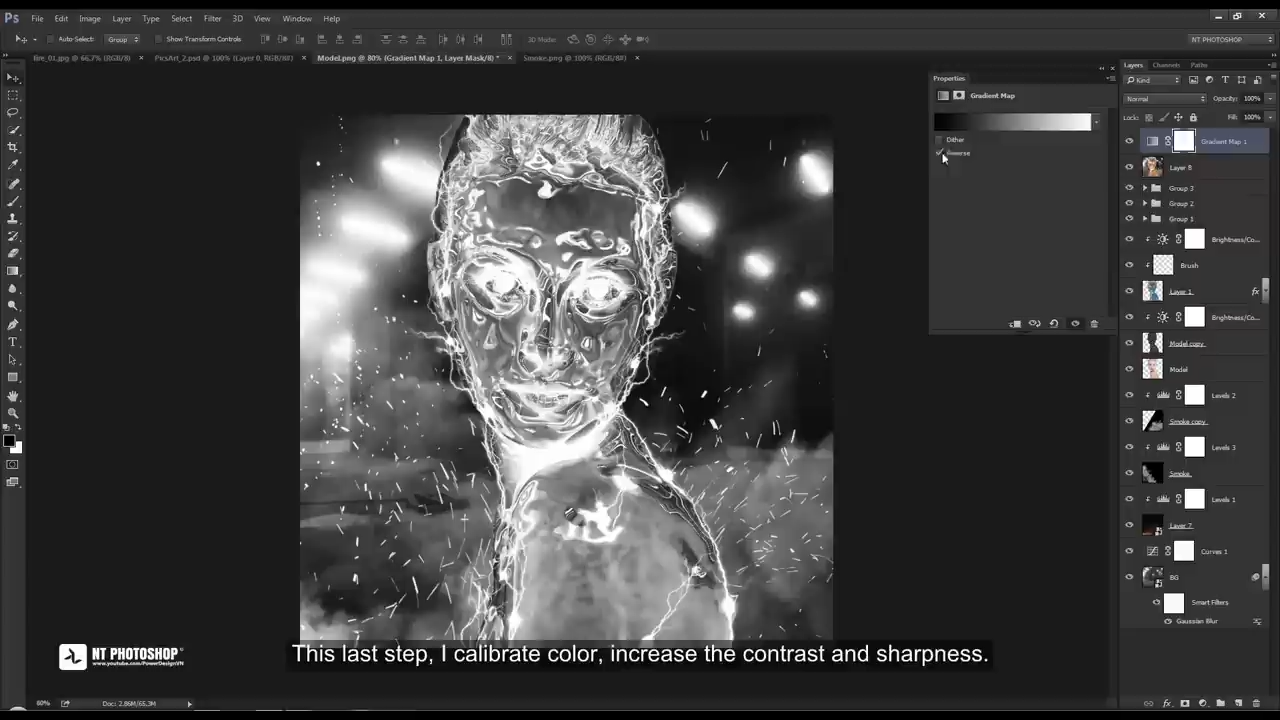 Ps File Edit Image Layer Type Select Filter 3D View Window Help
Auto-Select: Group Show Transform Controls 3D Mode: NT PHOTOSHOP
fire_01.jpg @ 66,7% (RGB/8) PicsArt_2.psd @ 100% (Layer 0, RGB/8#) Model.png @ 80% (Gradient Map 1, Layer Mask/8) * Smoke.png @ 100% (RGB/8#)
Properties
Gradient Map
Dither
Reverse
Layers Channels Paths
Kind
Normal Opacity: 100%
Lock: Fill: 100%
Gradient Map 1
Layer 8
Group 3
Group 2
Group 1
Brightness/Co...
Brush
Layer 1 fx
Brightness/Co...
Model copy
Model
Levels 2
Smoke copy
Levels 3
Smoke
Levels 1
Layer 7
Curves 1
BG
Smart Filters
Gaussian Blur
NT PHOTOSHOP
www.youtube.com/PowerDesignVN
This last step, I calibrate color, increase the contrast and sharpness.
80% Doc: 2.86M/65.3M